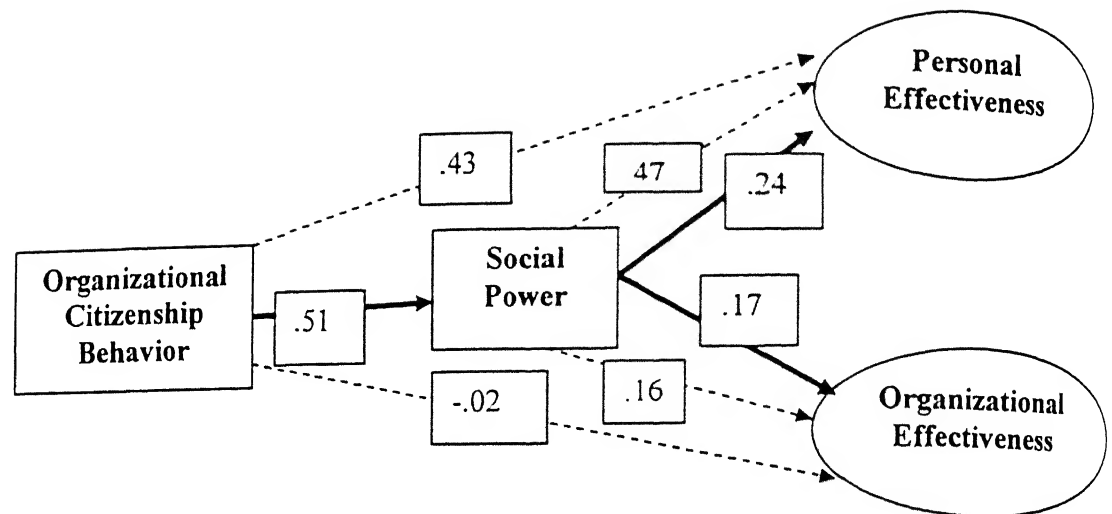 Personal
Effectiveness
.43
47
.24
Social
Power
Organizational
Citizenship
Behavior
.51
.17
-.02
.16
Organizational
Effectiveness